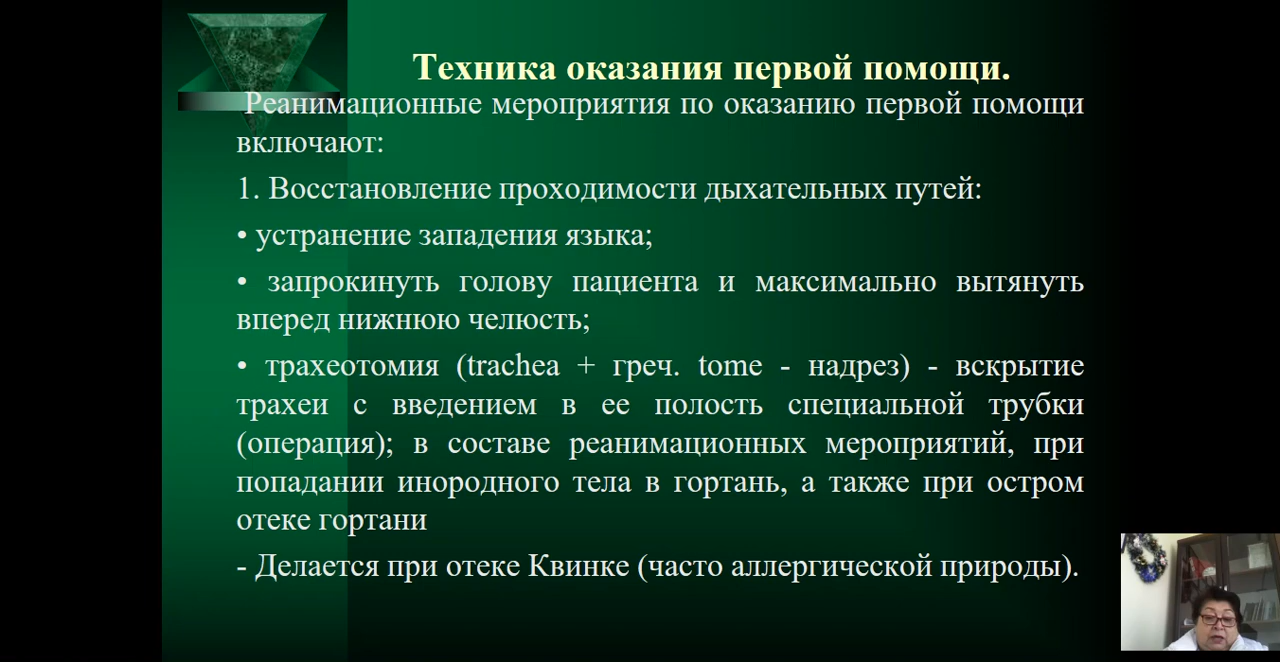 Техника оказания первой помощи.
Реанимационные мероприятия по оказанию первой помощи
включают:
1. Восстановление проходимости дыхательных путей:
• устранение западения языка;
• запрокинуть голову пациента и максимально вытянуть
вперед нижнюю челюсть;
• трахеотомия (trachea + греч. tome - надрез) - вскрытие
трахеи с введением в ее полость специальной трубки
(операция); в составе реанимационных мероприятий, при
попадании инородного тела в гортань, а также при остром
отеке гортани
- Делается при отеке Квинке (часто аллергической природы).